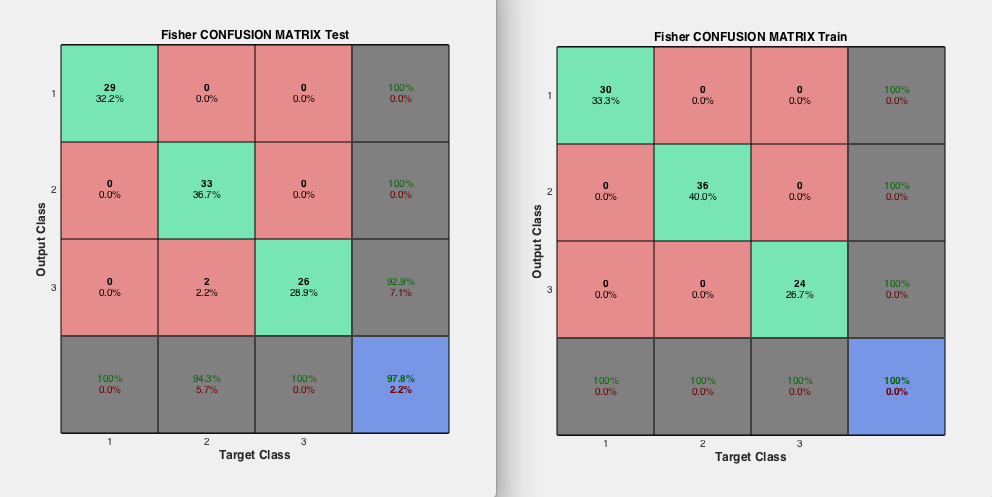 Fisher CONFUSION MATRIX Test
29 0 0 100%
1
32.2% 0.0% 0.0% 0.0%
0 33 0 100%
2
0.0% 36.7% 0.0% 0.0%
0 2 26 92.9%
3
0.0% 2.2% 28.9% 7.1%
100% 94.3% 100% 97.8%
0.0% 5.7% 0.0% 2.2%
1 2 3
Output Class
Target Class
Fisher CONFUSION MATRIX Train
30 0 0 100%
1
33.3% 0.0% 0.0% 0.0%
0 36 0 100%
2
0.0% 40.0% 0.0% 0.0%
0 0 24 100%
3
0.0% 0.0% 26.7% 0.0%
100% 100% 100% 100%
0.0% 0.0% 0.0% 0.0%
1 2 3
Output Class
Target Class